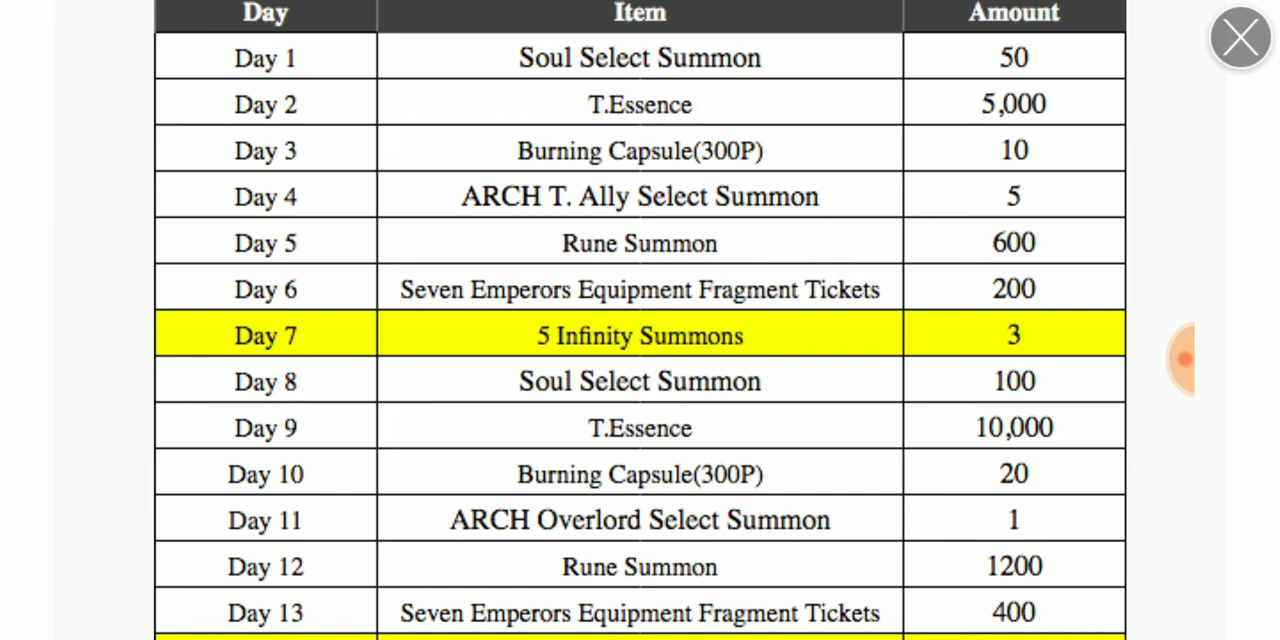 Day Item Amount
Day 1 Soul Select Summon 50
Day 2 T.Essence 5,000
Day 3 Burning Capsule(300P) 10
Day 4 ARCH T. Ally Select Summon 5
Day 5 Rune Summon 600
Day 6 Seven Emperors Equipment Fragment Tickets 200
Day 7 5 Infinity Summons 3
Day 8 Soul Select Summon 100
Day 9 T.Essence 10,000
Day 10 Burning Capsule(300P) 20
Day 11 ARCH Overlord Select Summon 1
Day 12 Rune Summon 1200
Day 13 Seven Emperors Equipment Fragment Tickets 400